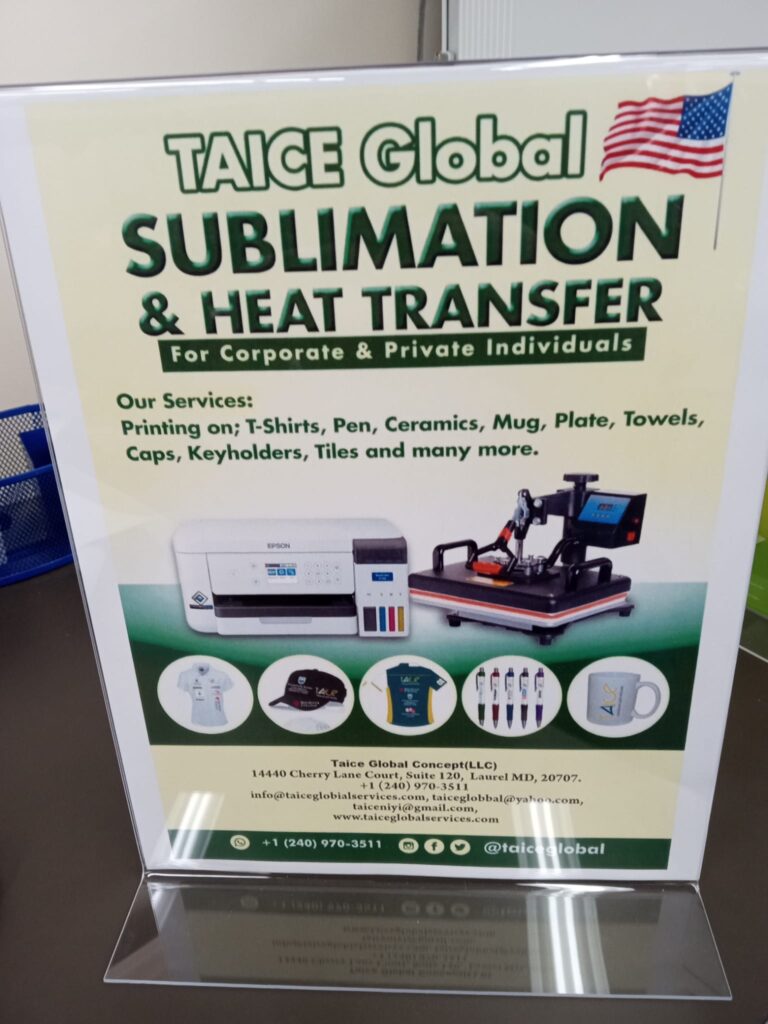 TAICE Global
SUBLIMATION
& HEAT TRANSFER
For Corporate & Private Individuals
Our Services:
Printing on; T-Shirts, Pen, Ceramics, Mug, Plate, Towels,
Caps, Keyholders, Tiles and many more.
EPSON
Taice Global Concept(LLC)
14440 Cherry Lane Court, Suite 120, Laurel MD, 20707.
+1 (240) 970-3511
info@taiceglobialservices.com, taiceglobbal@yahoo.com,
taiceniyi@gmail.com,
www.taiceglobalservices.com
+1 (240) 970-3511 @taiceglobal